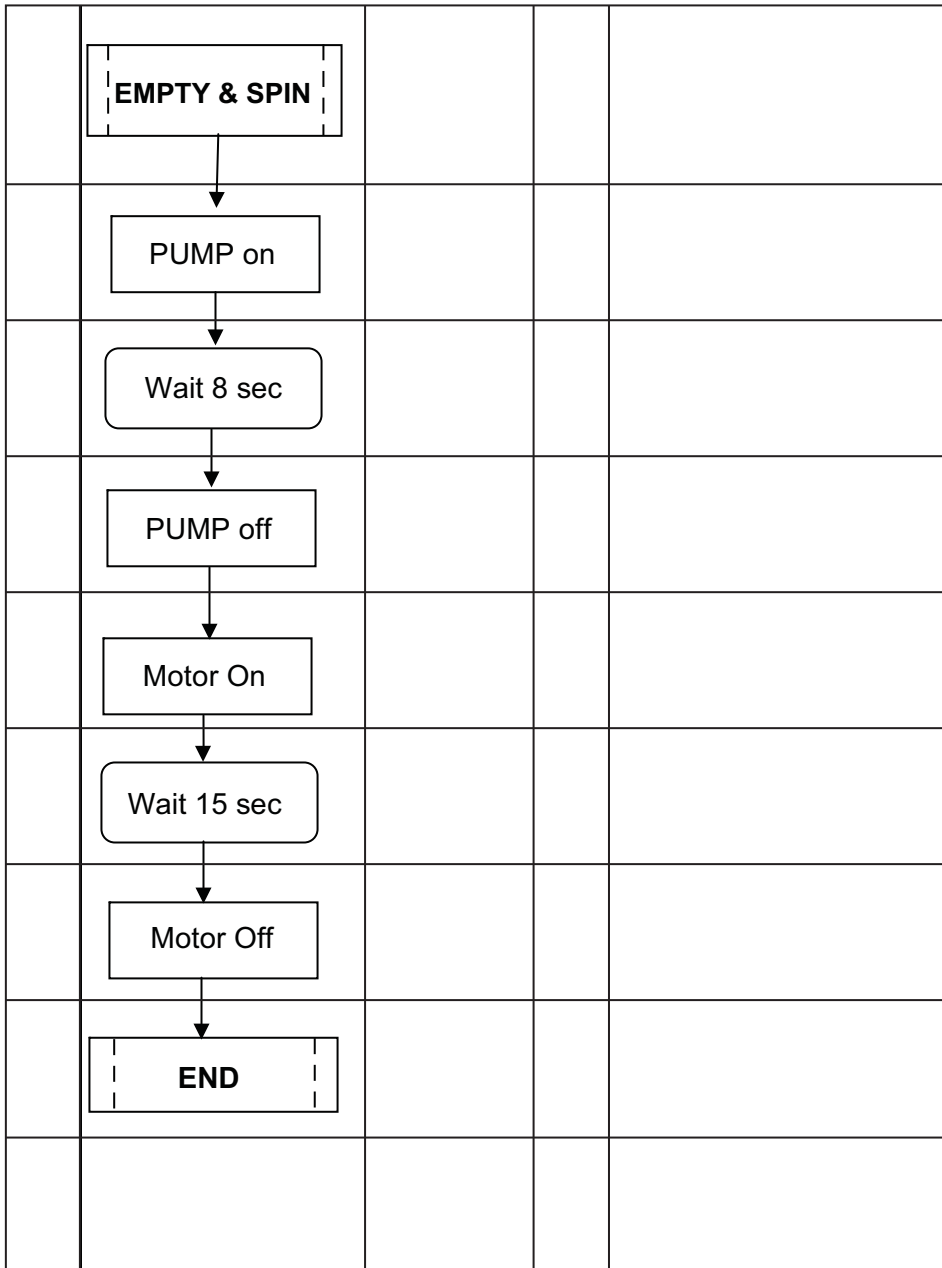 EMPTY & SPIN
PUMP on
Wait 8 sec
PUMP off
Motor On
Wait 15 sec
Motor Off
END